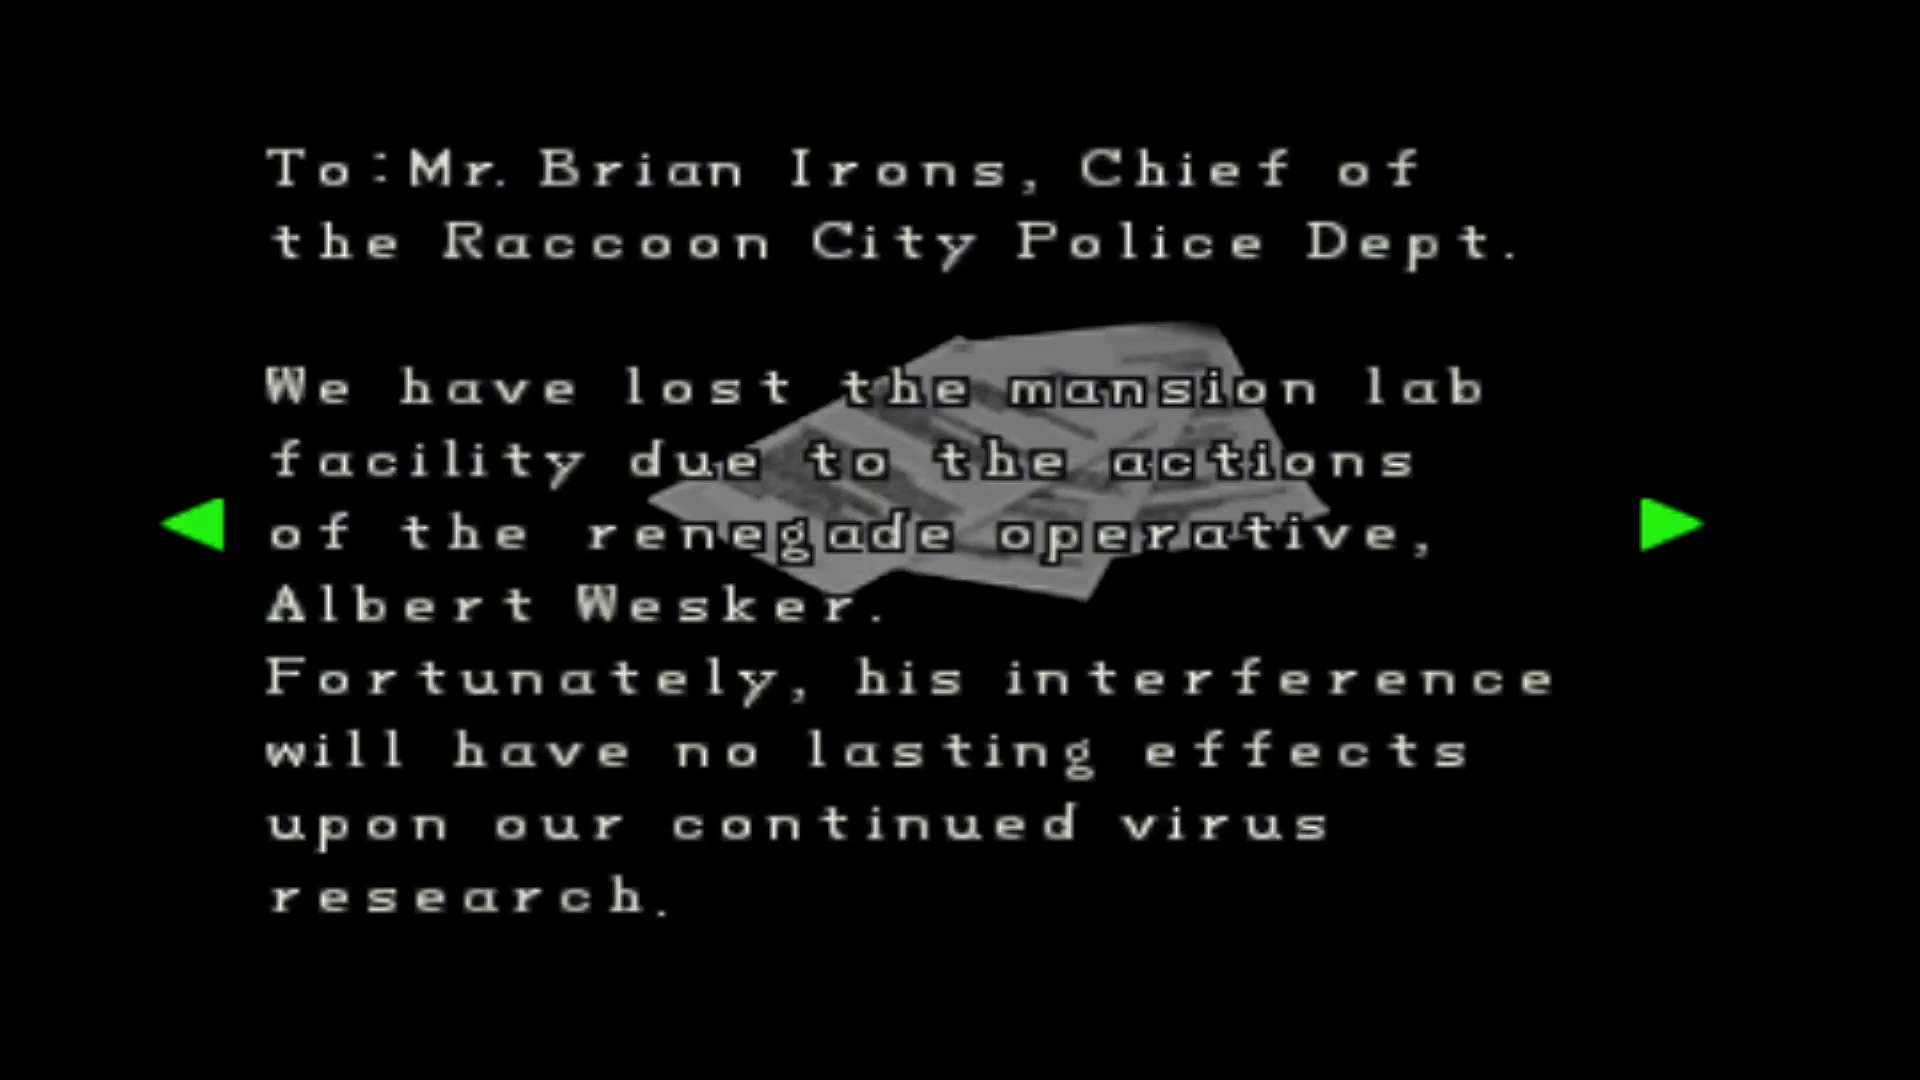 To:Mr. Brian Irons, Chief of
the Raccoon City Police Dept.
We have lost the mansion lab
facility due to the actions
of the renegade operative,
Albert Wesker.
Fortunately, his interference
will have no lasting effects
upon our continued virus
research.